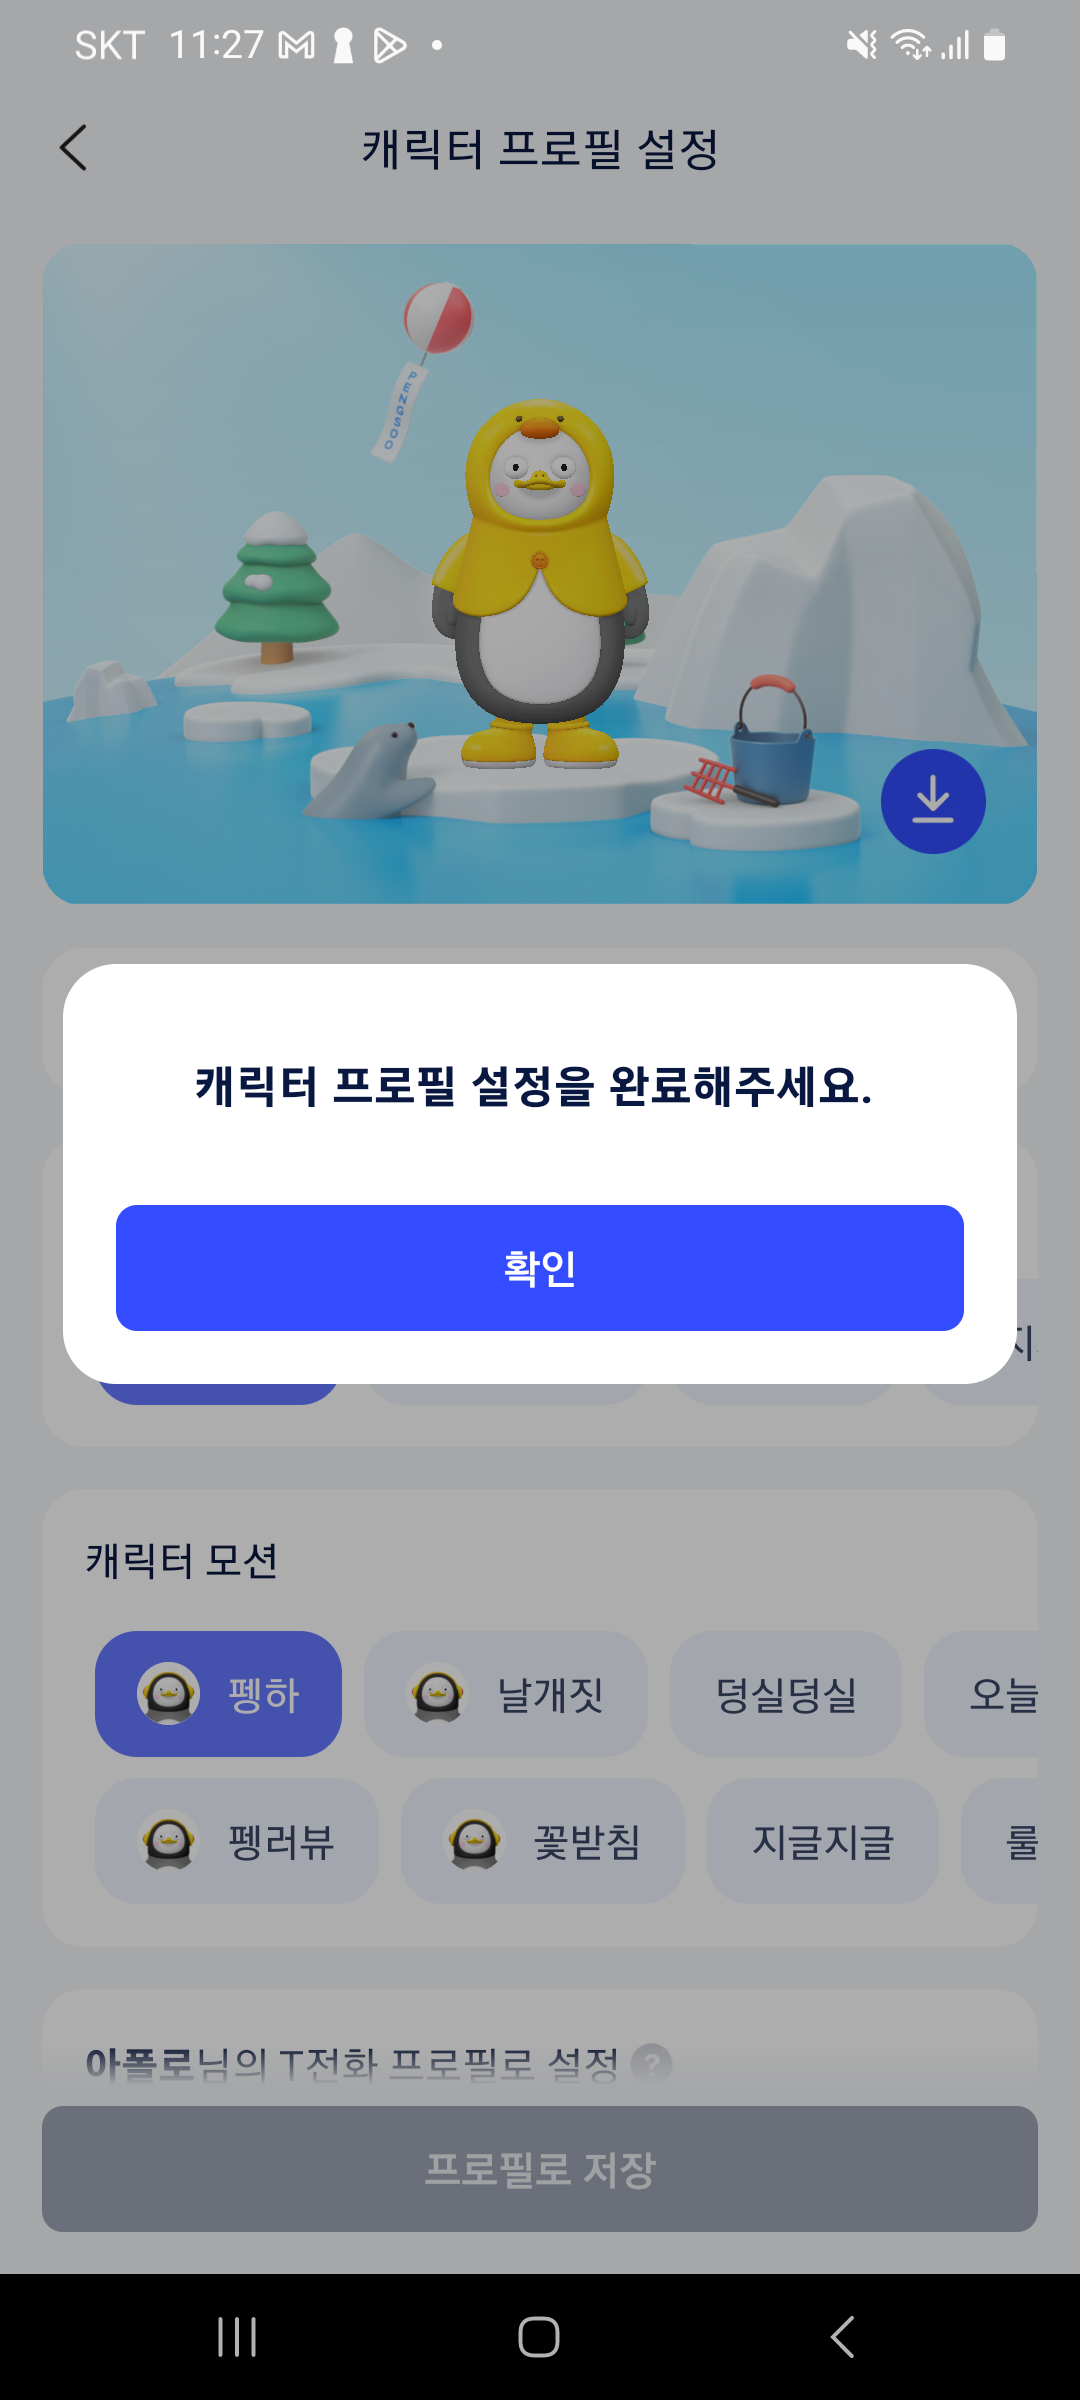 SKT 11:27
캐릭터 프로필 설정
PENGSOO
캐릭터 프로필 설정을 완료해주세요.
확인
지
캐릭터 모션
펭하
날개짓
덩실덩실
오늘
펭러뷰
꽃받침
지글지글
룰
아폴로님의 T전화 프로필로 설정 ?
프로필로 저장